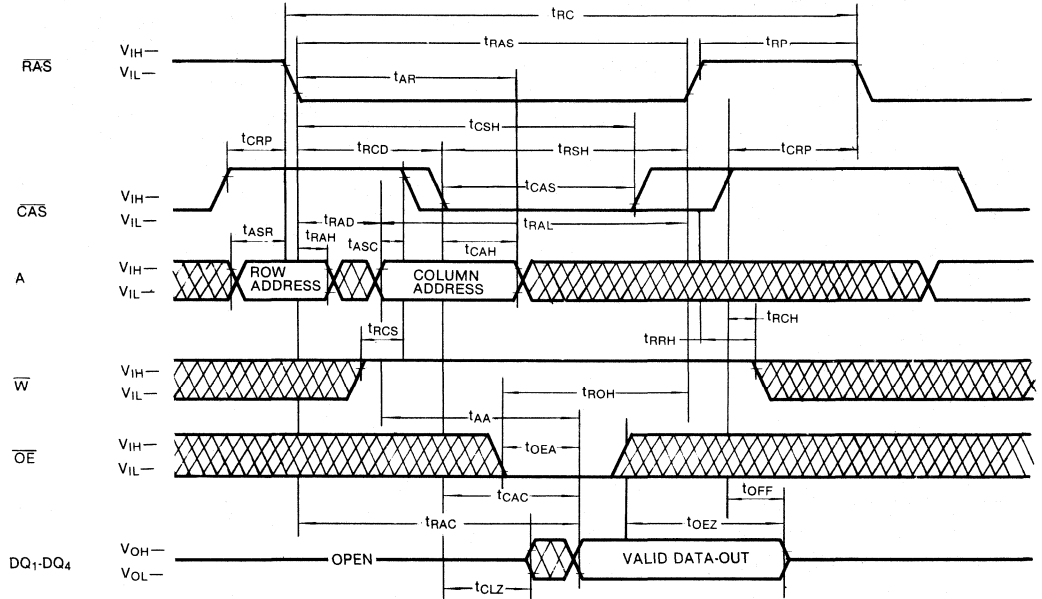 tRC
VIH—
tRAS
tRP
RAS
VIL—
tAR
tCSH
tCRP
tRCD
tRSH
tCRP
tCAS
VIH—
CAS
VIL—
tRAD
tRAL
tASR
tRAH
tASC
tCAH
VIH—
ROW ADDRESS
COLUMN ADDRESS
A
VIL—
tRCH
tRCS
tRRH
VIH—
W
VIL—
tROH
tAA
VIH—
tOEA
OE
VIL—
tCAC
tOFF
tRAC
tOEZ
VOH—
DQ1-DQ4
OPEN
VALID DATA-OUT
VOL—
tCLZ